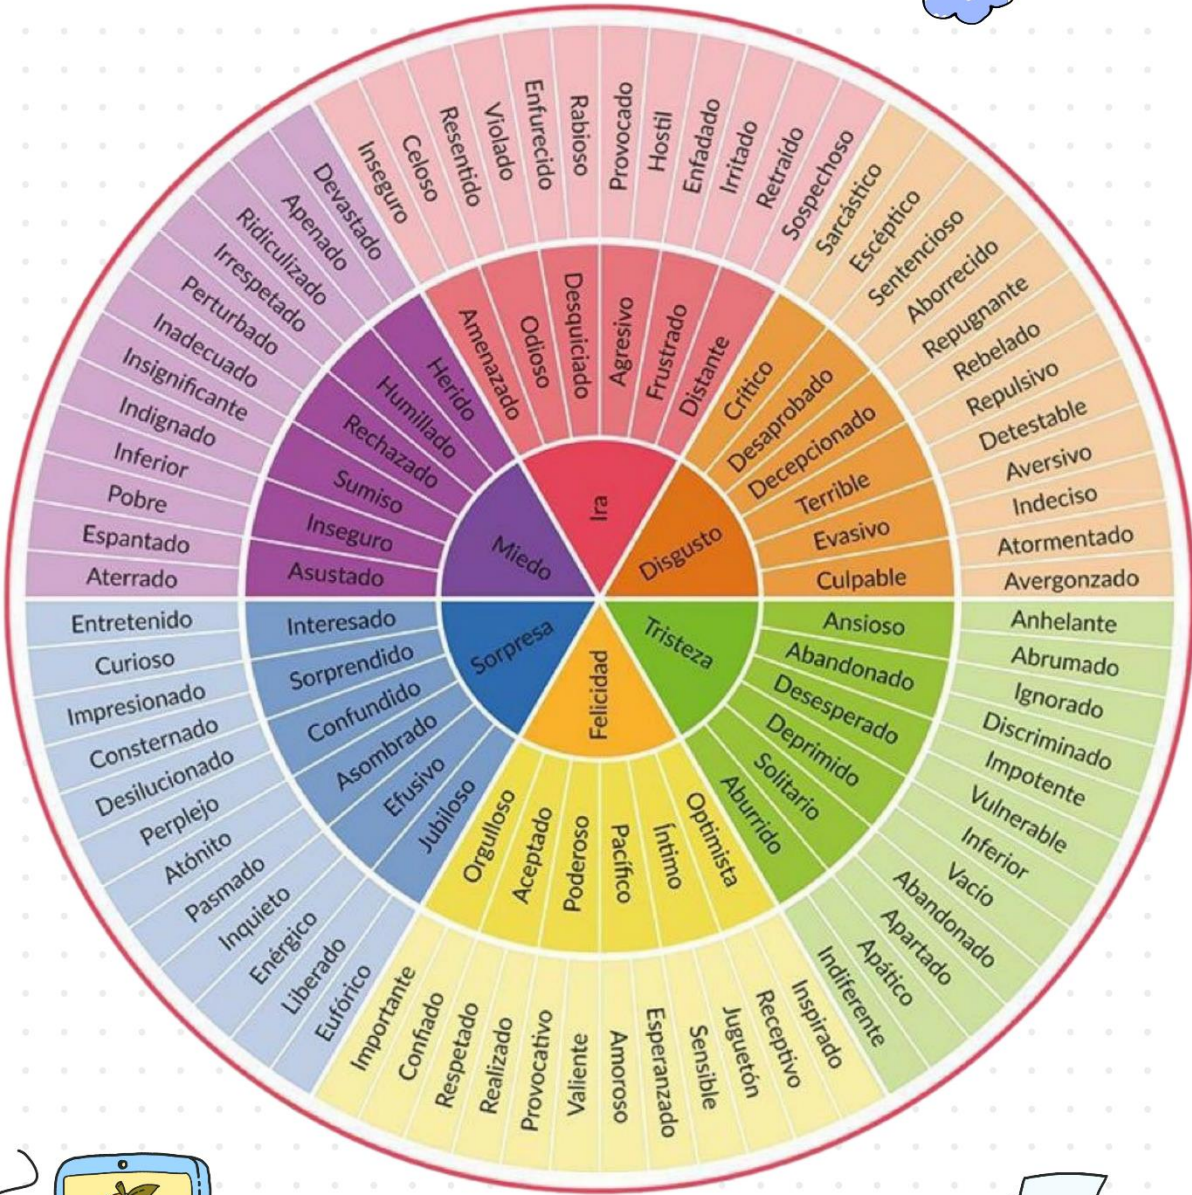 Ira
Disgusto
Tristeza
Felicidad
Sorpresa
Miedo
Amenazado
Odioso
Desquiciado
Agresivo
Frustrado
Distante
Crítico
Desaprobado
Decepcionado
Terrible
Evasivo
Culpable
Ansioso
Abandonado
Desesperado
Deprimido
Solitario
Aburrido
Optimista
Íntimo
Pacífico
Poderoso
Aceptado
Orgulloso
Jubiloso
Efusivo
Asombrado
Confundido
Sorprendido
Interesado
Asustado
Inseguro
Sumiso
Rechazado
Humillado
Herido
Inseguro
Celoso
Resentido
Violado
Enfurecido
Rabioso
Provocado
Hostil
Enfadado
Irritado
Retraído
Sospechoso
Sarcástico
Escéptico
Sentencioso
Aborrecido
Repugnante
Rebelado
Repulsivo
Detestable
Aversivo
Indeciso
Atormentado
Avergonzado
Anhelante
Abrumado
Ignorado
Discriminado
Impotente
Vulnerable
Inferior
Vacío
Abandonado
Apartado
Apático
Indiferente
Inspirado
Receptivo
Juguetón
Sensible
Esperanzado
Amoroso
Valiente
Provocativo
Realizado
Respetado
Confiado
Importante
Eufórico
Liberado
Enérgico
Inquieto
Pasmado
Atónito
Perplejo
Desilucionado
Consternado
Impresionado
Curioso
Entretenido
Aterrado
Espantado
Pobre
Inferior
Indignado
Insignificante
Inadecuado
Perturbado
Irrespetado
Ridiculizado
Apenado
Devastado